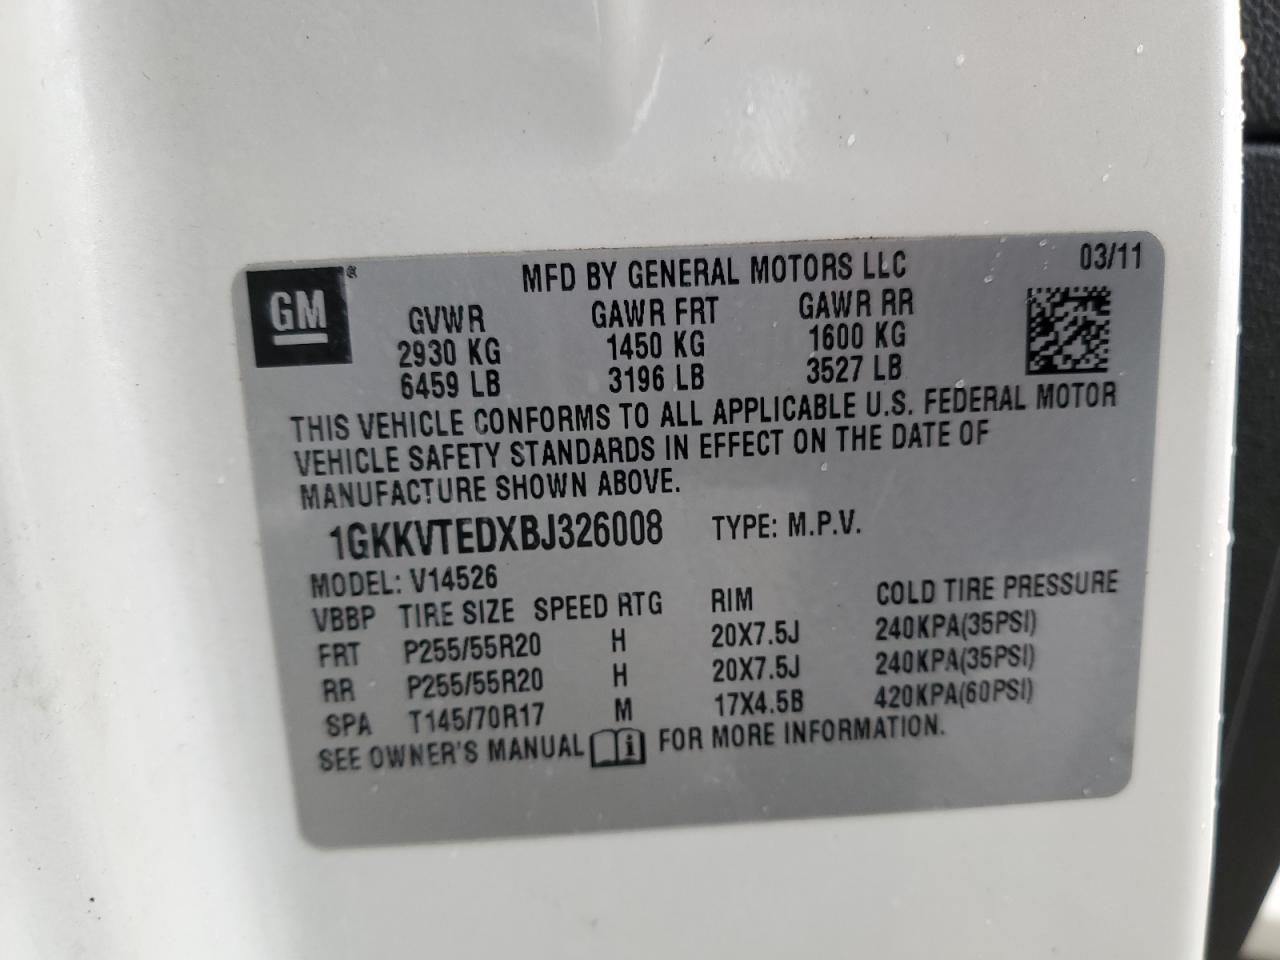 GM®
MFD BY GENERAL MOTORS LLC 03/11
GVWR GAWR FRT GAWR RR
2930 KG 1450 KG 1600 KG
6459 LB 3196 LB 3527 LB
THIS VEHICLE CONFORMS TO ALL APPLICABLE U.S. FEDERAL MOTOR
VEHICLE SAFETY STANDARDS IN EFFECT ON THE DATE OF
MANUFACTURE SHOWN ABOVE.
1GKKVTEDXBJ326008 TYPE: M.P.V.
MODEL: V14526
VBBP TIRE SIZE SPEED RTG RIM COLD TIRE PRESSURE
FRT P255/55R20 H 20X7.5J 240KPA(35PSI)
RR P255/55R20 H 20X7.5J 240KPA(35PSI)
SPA T145/70R17 M 17X4.5B 420KPA(60PSI)
SEE OWNER'S MANUAL i FOR MORE INFORMATION.